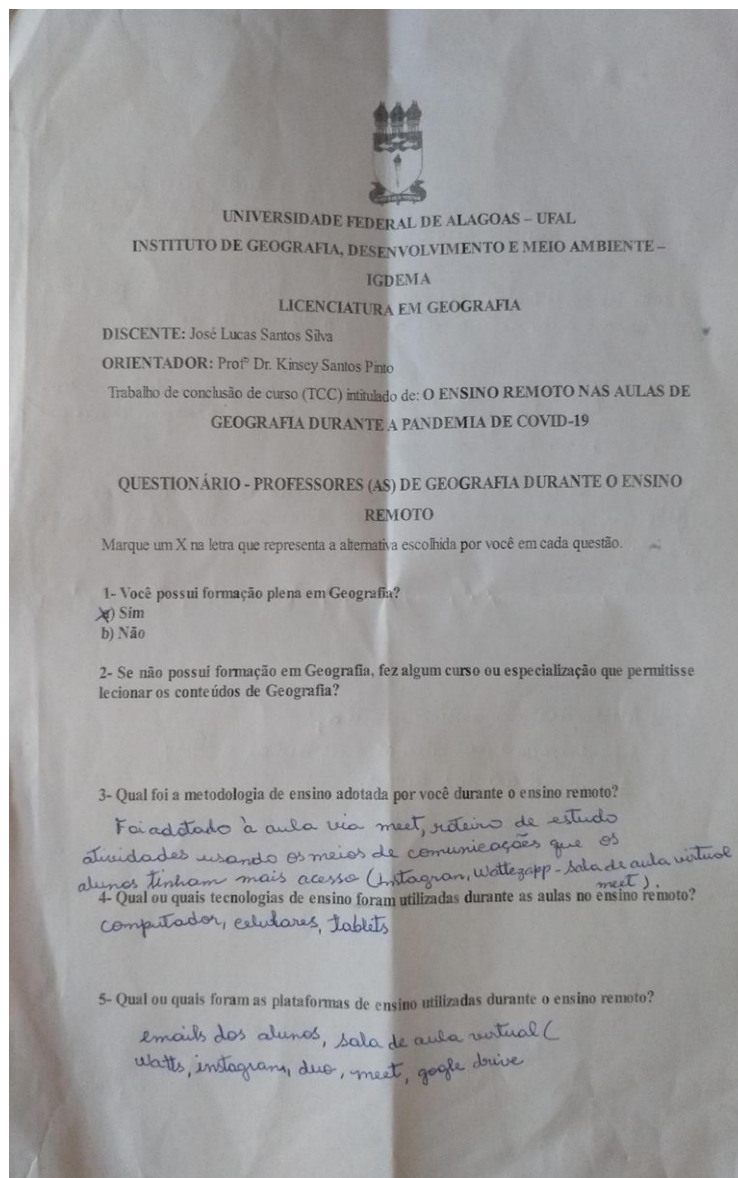 UNIVERSIDADE FEDERAL DE ALAGOAS – UFAL
INSTITUTO DE GEOGRAFIA, DESENVOLVIMENTO E MEIO AMBIENTE –
IGDEMA
LICENCIATURA EM GEOGRAFIA
DISCENTE: José Lucas Santos Silva
ORIENTADOR: Profº Dr. Kinsey Santos Pinto
Trabalho de conclusão de curso (TCC) intitulado de: O ENSINO REMOTO NAS AULAS DE
GEOGRAFIA DURANTE A PANDEMIA DE COVID-19
QUESTIONÁRIO - PROFESSORES (AS) DE GEOGRAFIA DURANTE O ENSINO
REMOTO
Marque um X na letra que representa a alternativa escolhida por você em cada questão.
1- Você possui formação plena em Geografia?
a) Sim
b) Não
2- Se não possui formação em Geografia, fez algum curso ou especialização que permitisse
lecionar os conteúdos de Geografia?
3- Qual foi a metodologia de ensino adotada por você durante o ensino remoto?
Foi adotado à aula via meet, roteiro de estudo
atividades usando os meios de comunicações que os
alunos tinham mais acesso (instagran, Wattezapp - sala de aula virtual
meet).
4- Qual ou quais tecnologias de ensino foram utilizadas durante as aulas no ensino remoto?
computador, celulares, tablets
5- Qual ou quais foram as plataformas de ensino utilizadas durante o ensino remoto?
emails dos alunos, sala de aula virtual (
Watts, instagram, duo, meet, gogle drive